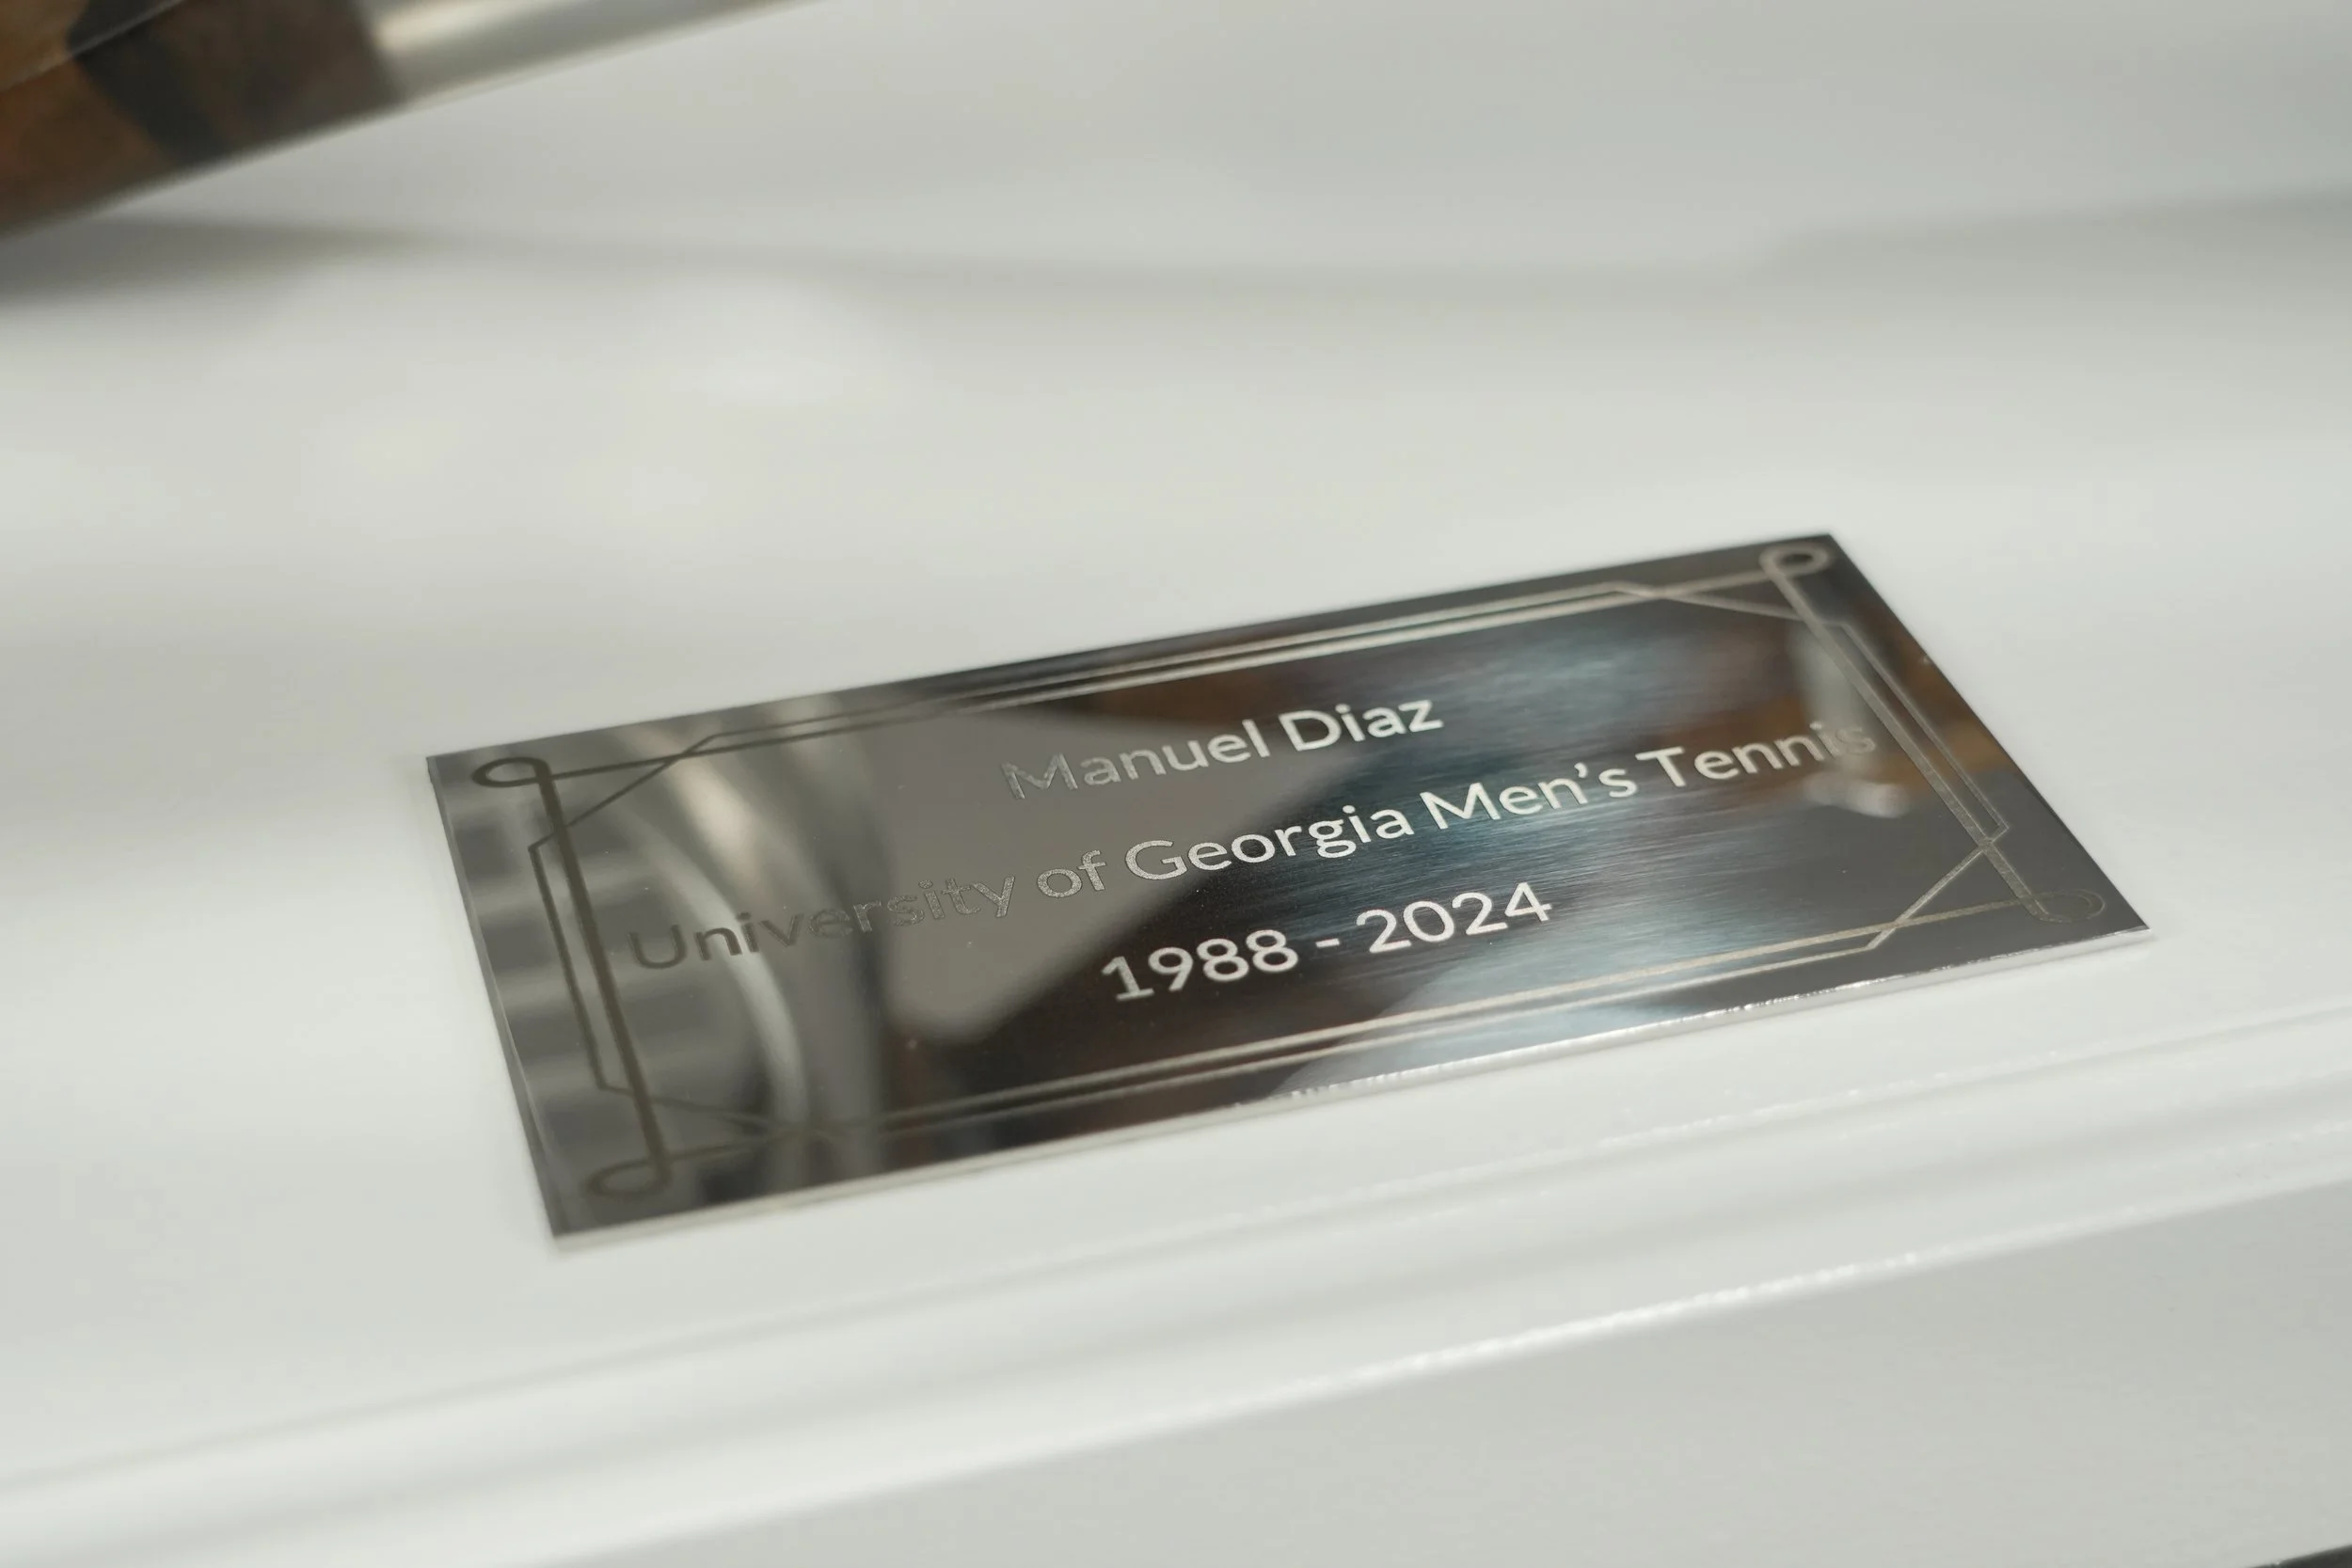 Manuel Diaz
University of Georgia Men’s Tennis
1988 - 2024